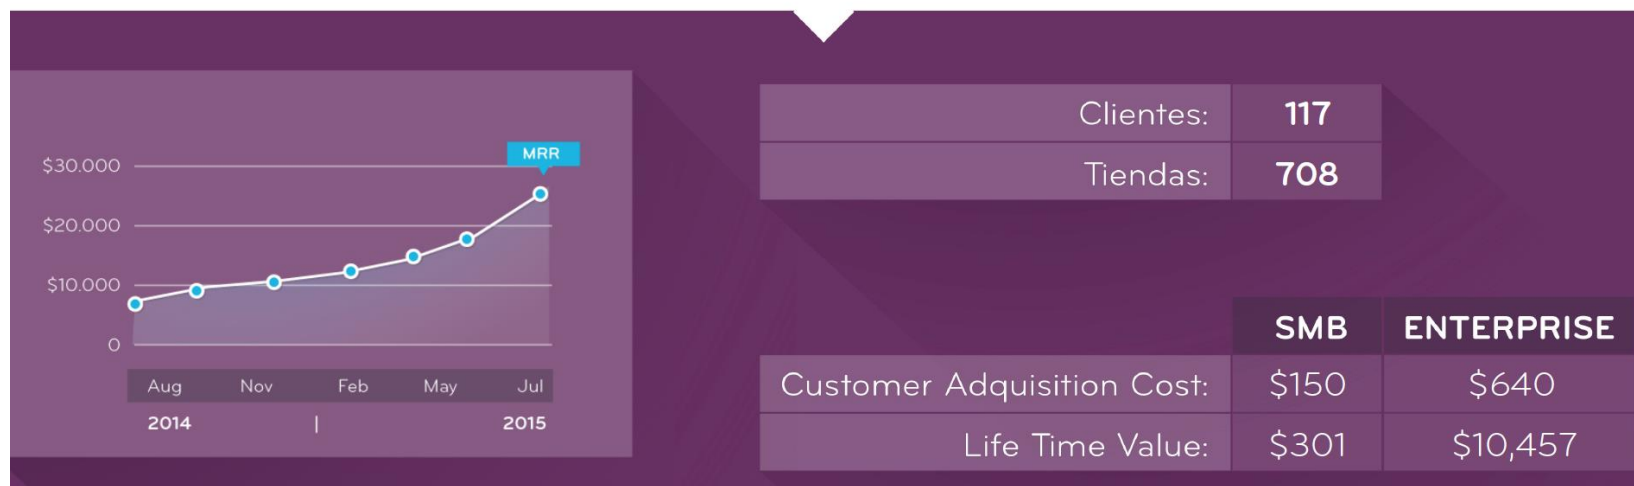 MRR
$30.000
$20.000
$10.000
0
Aug Nov Feb May Jul
2014 | 2015
Clientes: 117
Tiendas: 708
SMB ENTERPRISE
Customer Adquisition Cost: $150 $640
Life Time Value: $301 $10,457